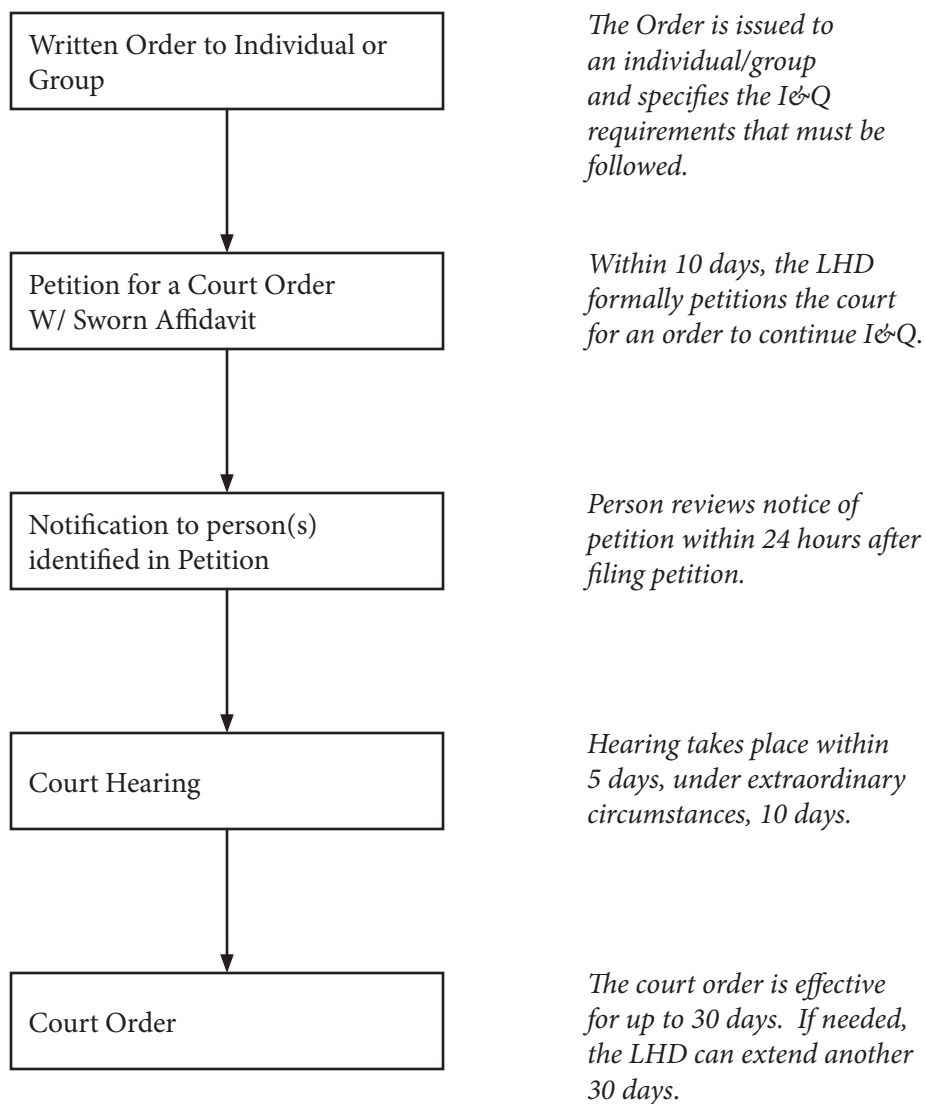 Written Order to Individual or
Group
The Order is issued to
an individual/group
and specifies the I&Q
requirements that must be
followed.
Petition for a Court Order
W/ Sworn Affidavit
Within 10 days, the LHD
formally petitions the court
for an order to continue I&Q.
Notification to person(s)
identified in Petition
Person reviews notice of
petition within 24 hours after
filing petition.
Court Hearing
Hearing takes place within
5 days, under extraordinary
circumstances, 10 days.
Court Order
The court order is effective
for up to 30 days.  If needed,
the LHD can extend another
30 days.